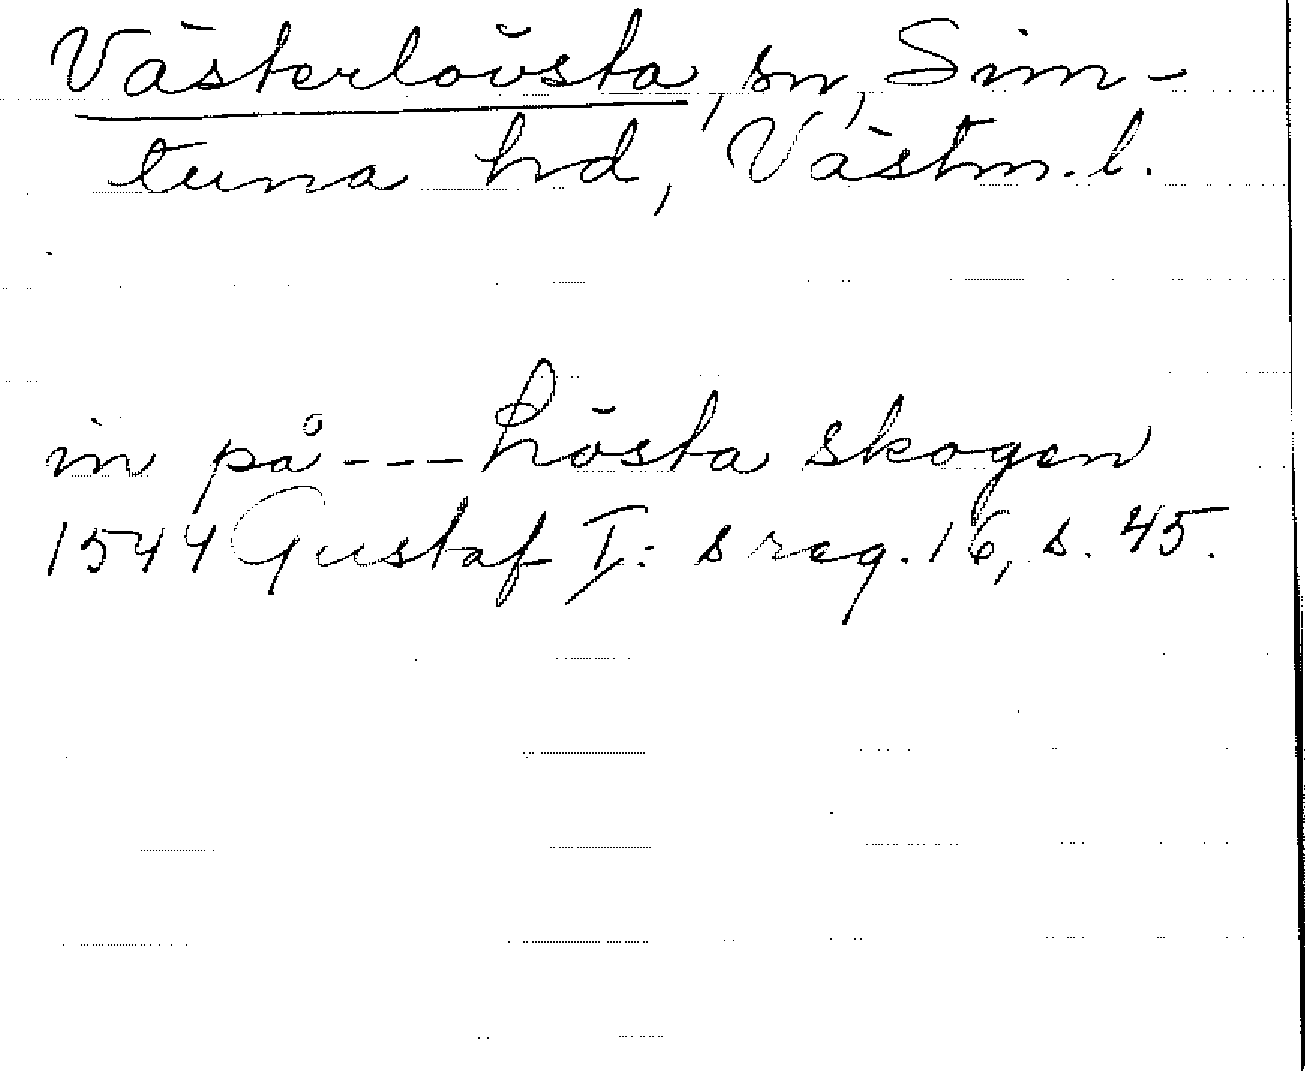 Västerlövsta, sn, Sim-
tuna hd, Västm. l.
in på --- Lösta skogen
1544 Gustaf I:s reg. 16, s. 45.